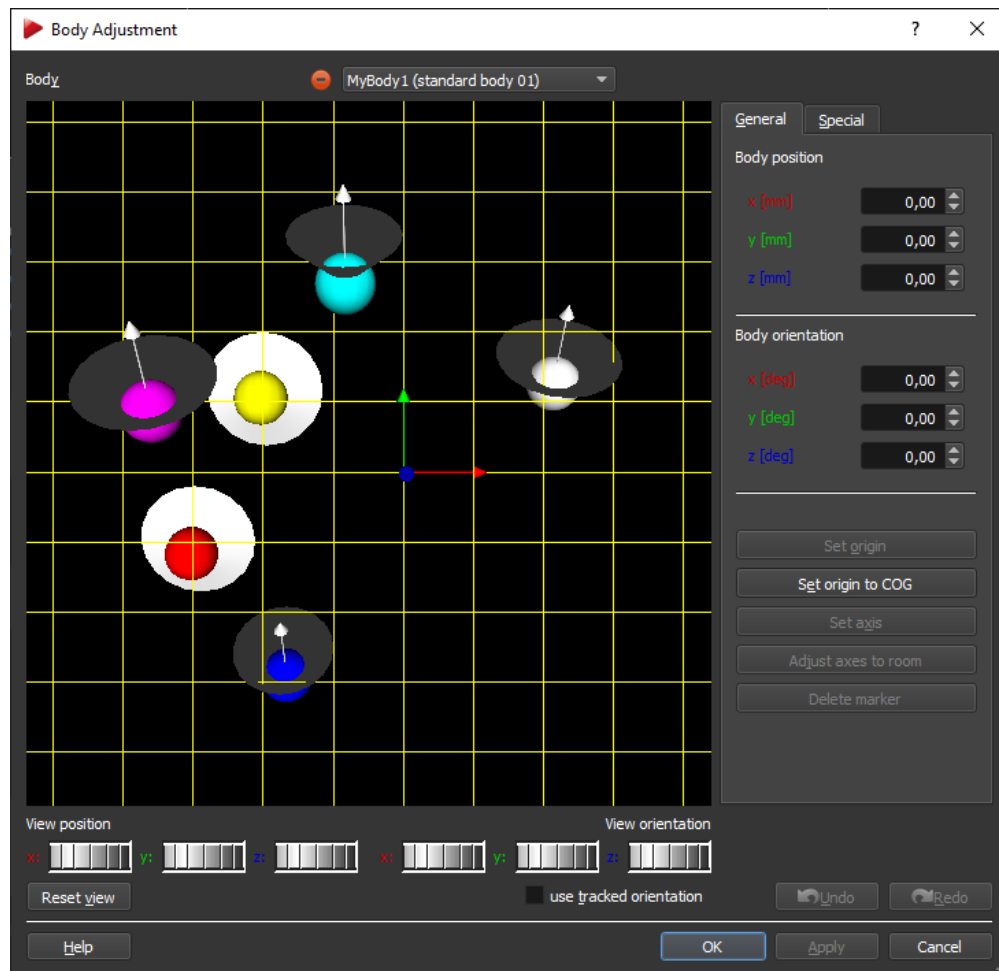 Body Adjustment
?
Body
MyBody1 (standard body 01)
General
Special
Body position
x [mm]
0,00
y [mm]
0,00
z [mm]
0,00
Body orientation
x [deg]
0,00
y [deg]
0,00
z [deg]
0,00
Set origin
Set origin to COG
Set axis
Adjust axes to room
Delete marker
View position
View orientation
x:
y:
z:
x:
y:
z:
Reset view
use tracked orientation
Undo
Redo
Help
OK
Apply
Cancel